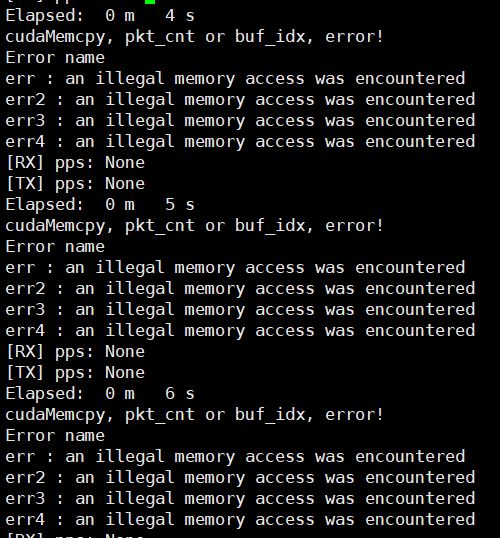 Elapsed:  0 m   4 s
cudaMemcpy, pkt_cnt or buf_idx, error!
Error name
err : an illegal memory access was encountered
err2 : an illegal memory access was encountered
err3 : an illegal memory access was encountered
err4 : an illegal memory access was encountered
[RX] pps: None
[TX] pps: None
Elapsed:  0 m   5 s
cudaMemcpy, pkt_cnt or buf_idx, error!
Error name
err : an illegal memory access was encountered
err2 : an illegal memory access was encountered
err3 : an illegal memory access was encountered
err4 : an illegal memory access was encountered
[RX] pps: None
[TX] pps: None
Elapsed:  0 m   6 s
cudaMemcpy, pkt_cnt or buf_idx, error!
Error name
err : an illegal memory access was encountered
err2 : an illegal memory access was encountered
err3 : an illegal memory access was encountered
err4 : an illegal memory access was encountered
[RX] pps: None